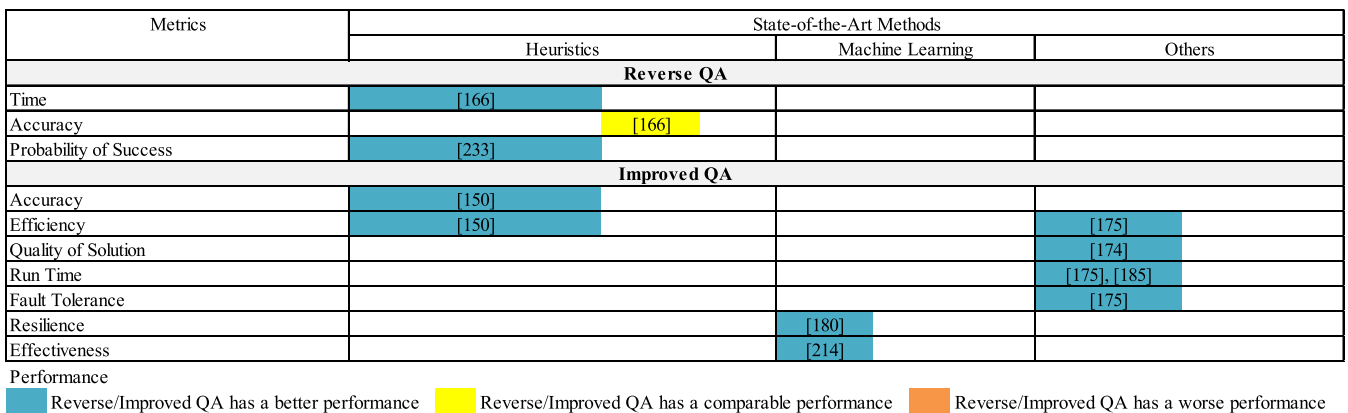 Metrics State-of-the-Art Methods
Heuristics Machine Learning Others
Reverse QA
Time [166]
Accuracy [166]
Probability of Success [233]
Improved QA
Accuracy [150]
Efficiency [150] [175]
Quality of Solution [174]
Run Time [175], [185]
Fault Tolerance [175]
Resilience [180]
Effectiveness [214]
Performance
Reverse/Improved QA has a better performance Reverse/Improved QA has a comparable performance Reverse/Improved QA has a worse performance